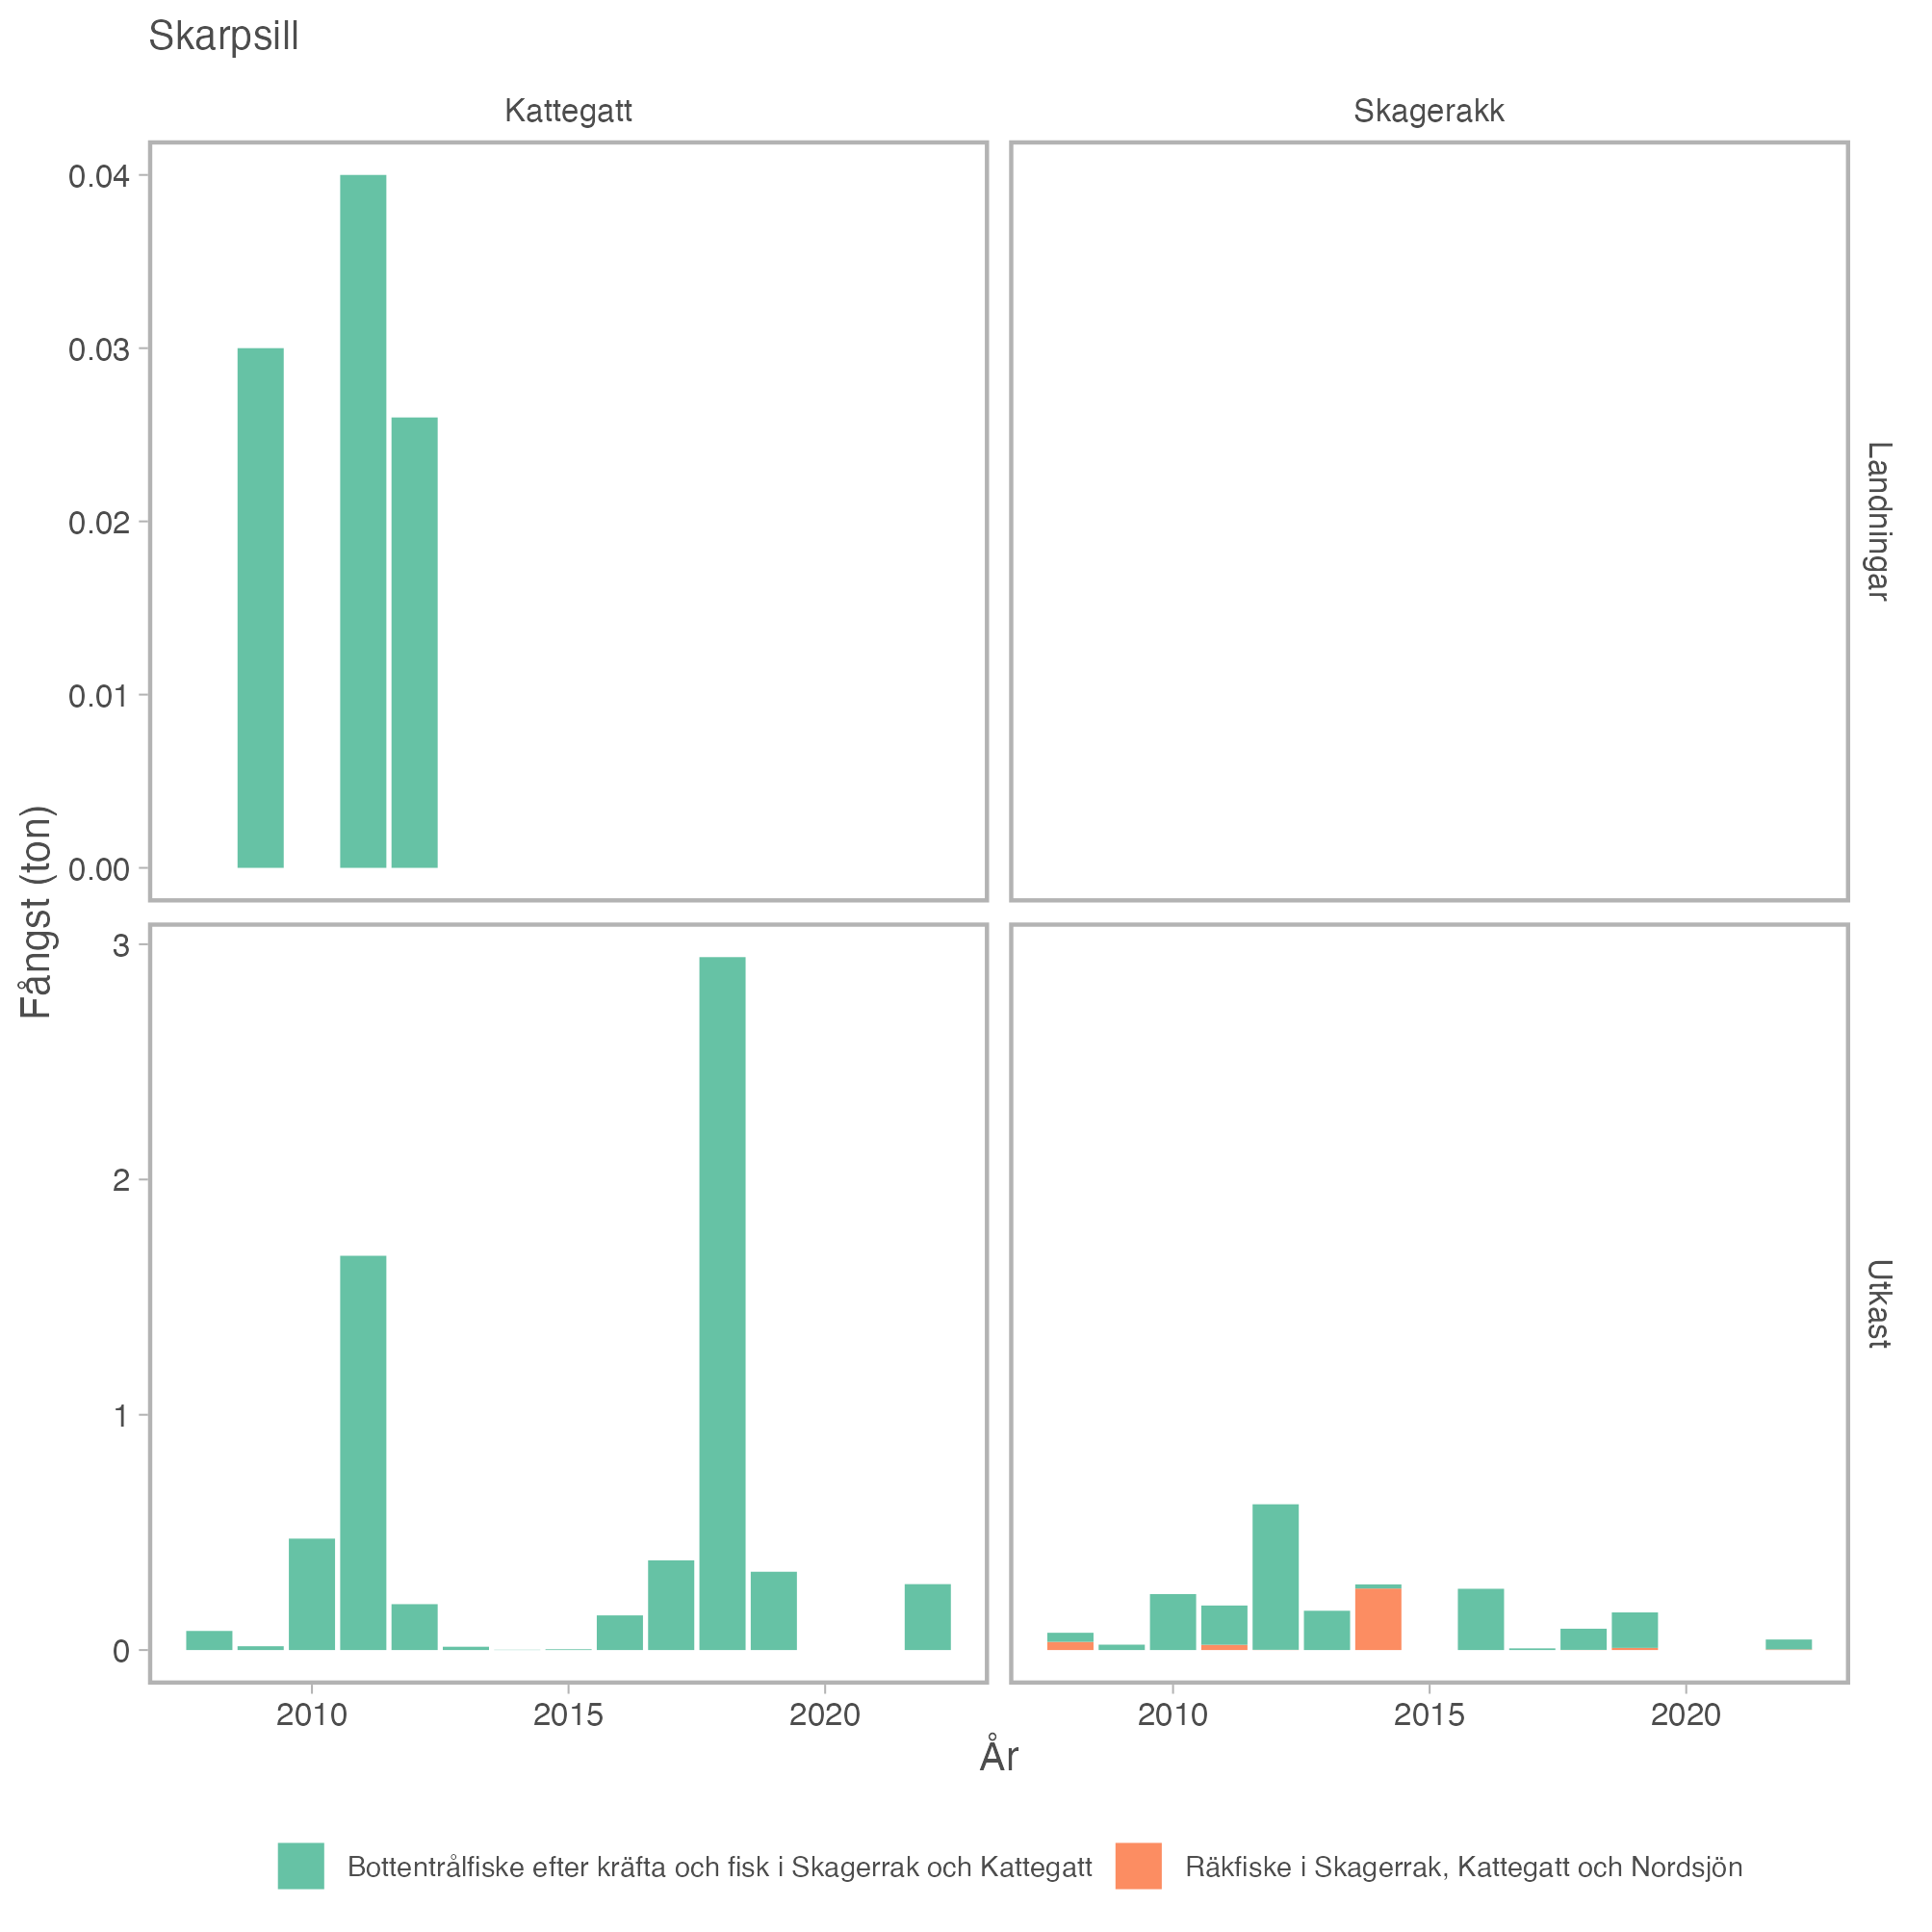 Skarpsill
Kattegatt
Skagerakk
0.04
0.03
0.02
0.01
0.00
Landningar
Fångst (ton)
3
2
1
0
Utkast
2010
2015
2020
2010
2015
2020
År
Bottentrålfiske efter kräfta och fisk i Skagerrak och Kattegatt
Räkfiske i Skagerrak, Kattegatt och Nordsjön